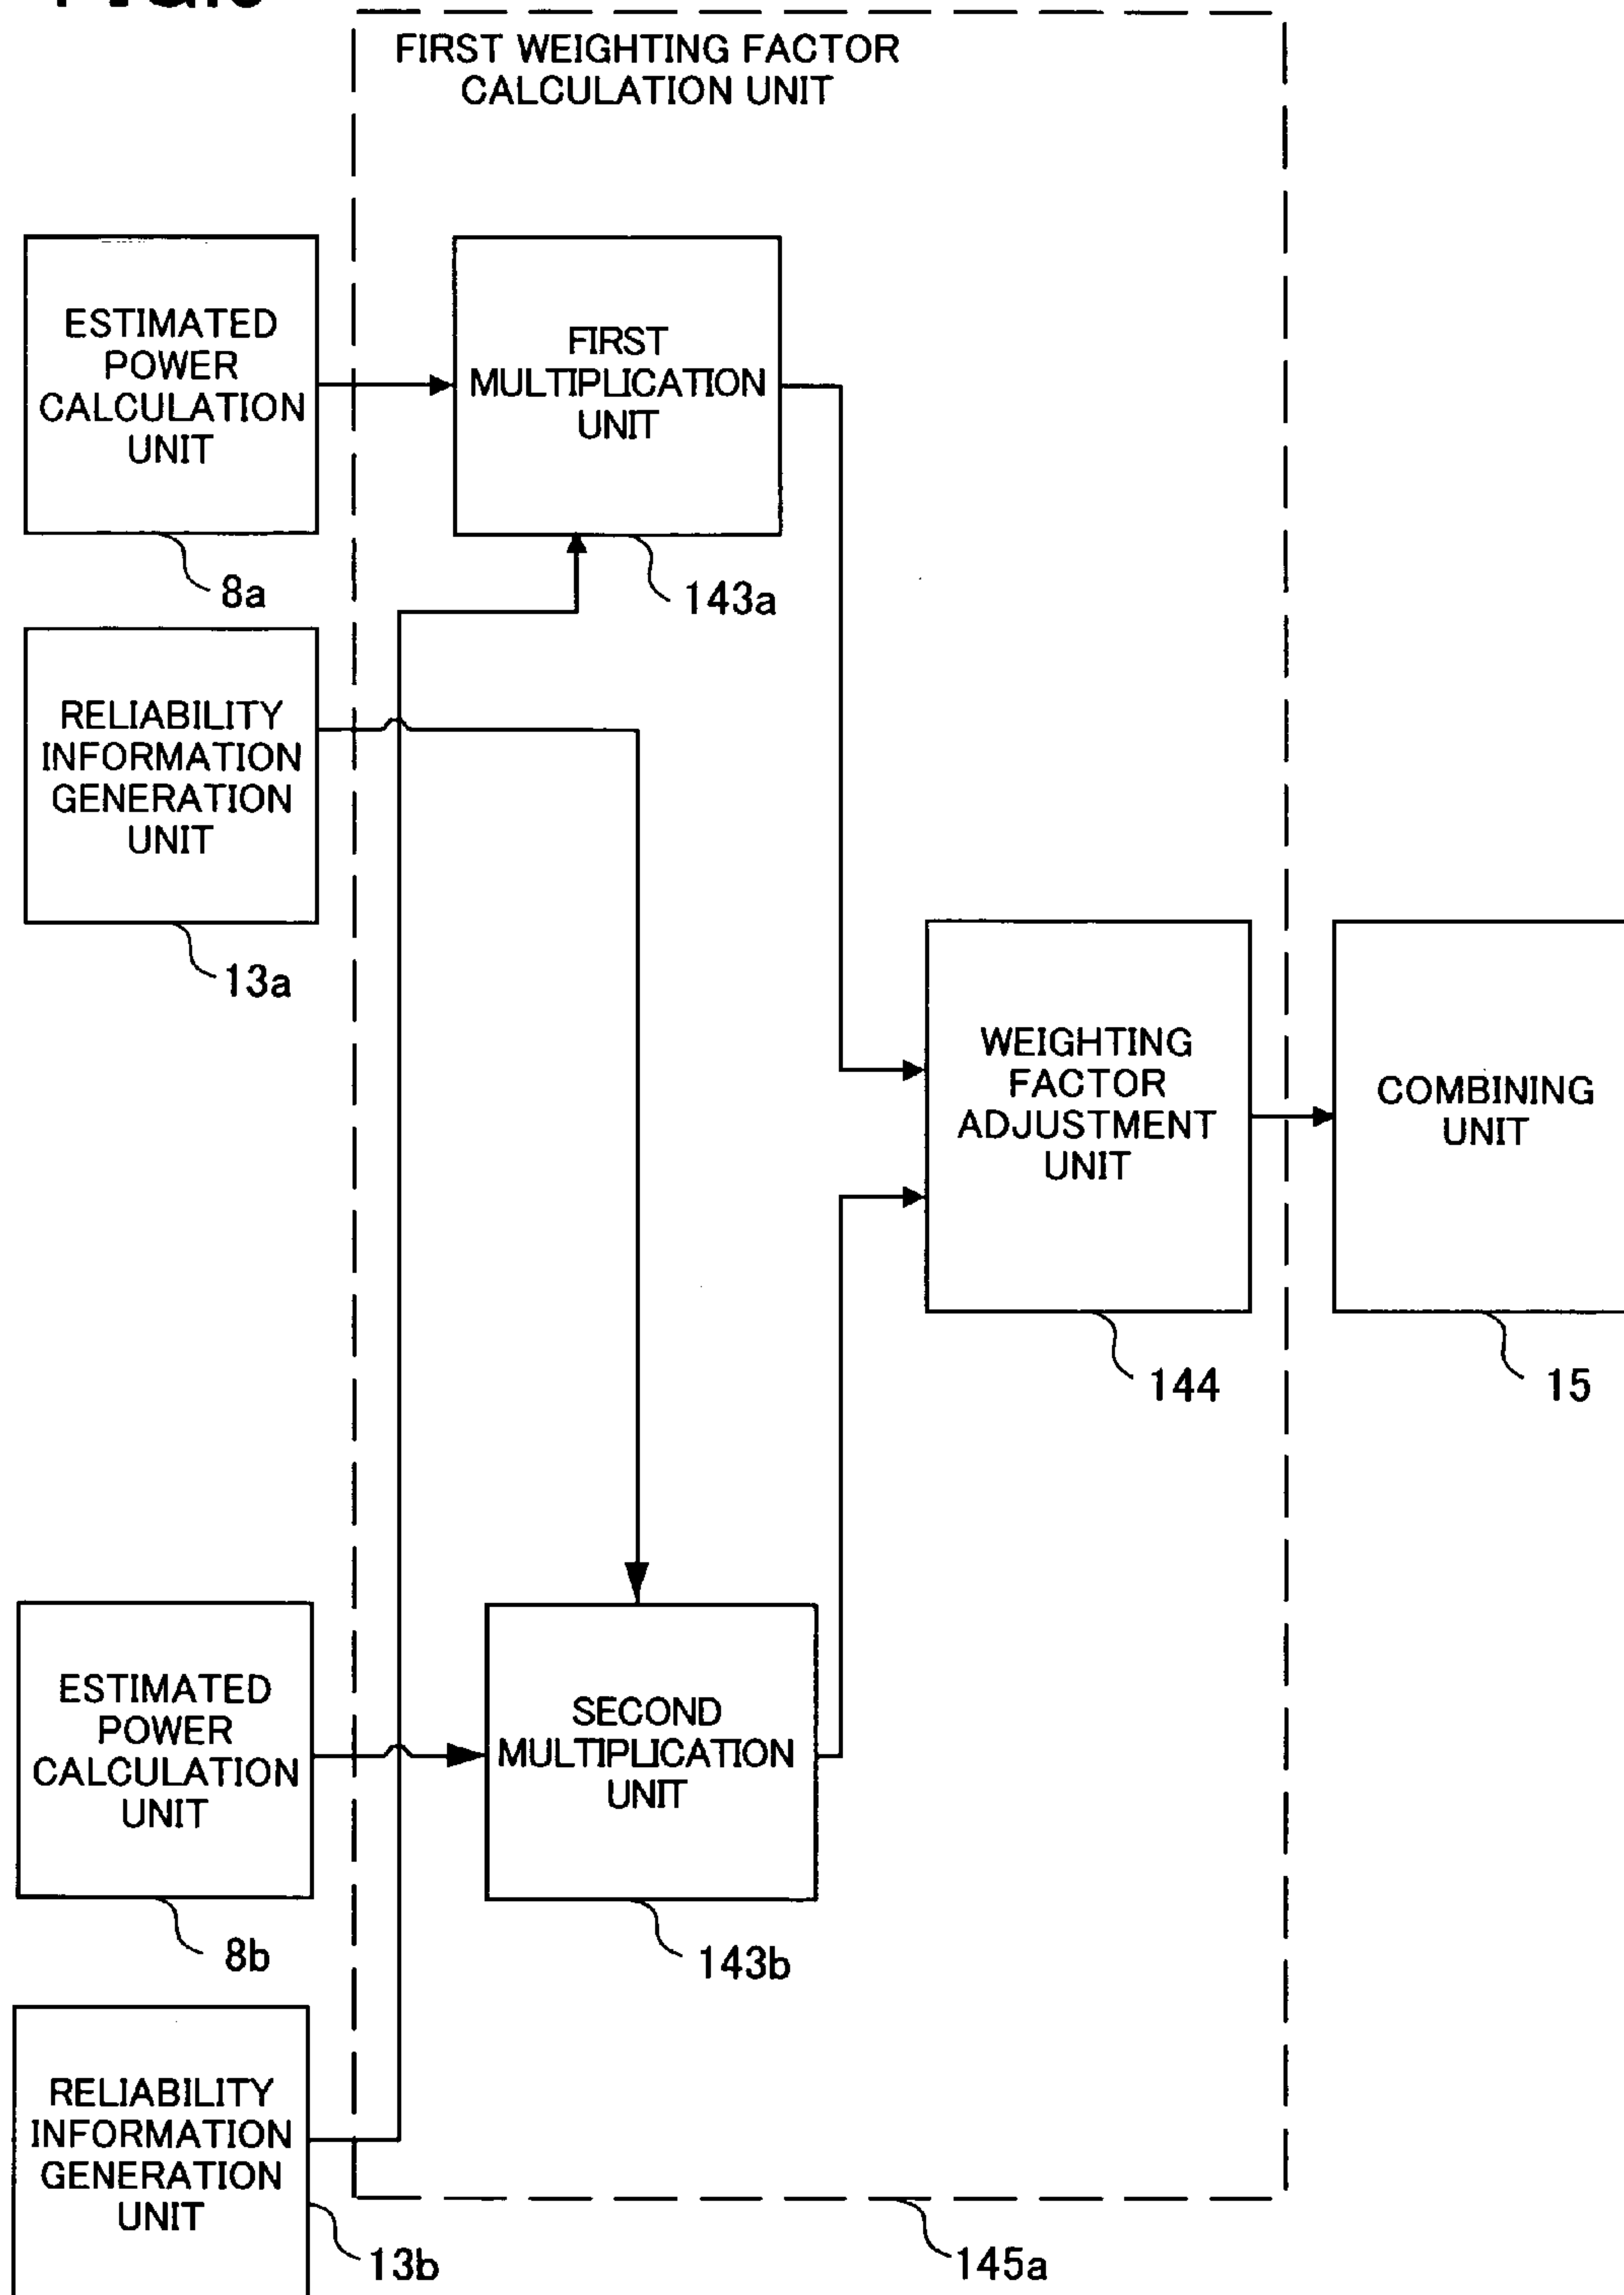 FIRST WEIGHTING FACTOR
CALCULATION UNIT
ESTIMATED
POWER
CALCULATION
UNIT
8a
FIRST
MULTIPLICATION
UNIT
143a
RELIABILITY
INFORMATION
GENERATION
UNIT
13a
WEIGHTING
FACTOR
ADJUSTMENT
UNIT
144
COMBINING
UNIT
15
ESTIMATED
POWER
CALCULATION
UNIT
8b
SECOND
MULTIPLICATION
UNIT
143b
RELIABILITY
INFORMATION
GENERATION
UNIT
13b
145a